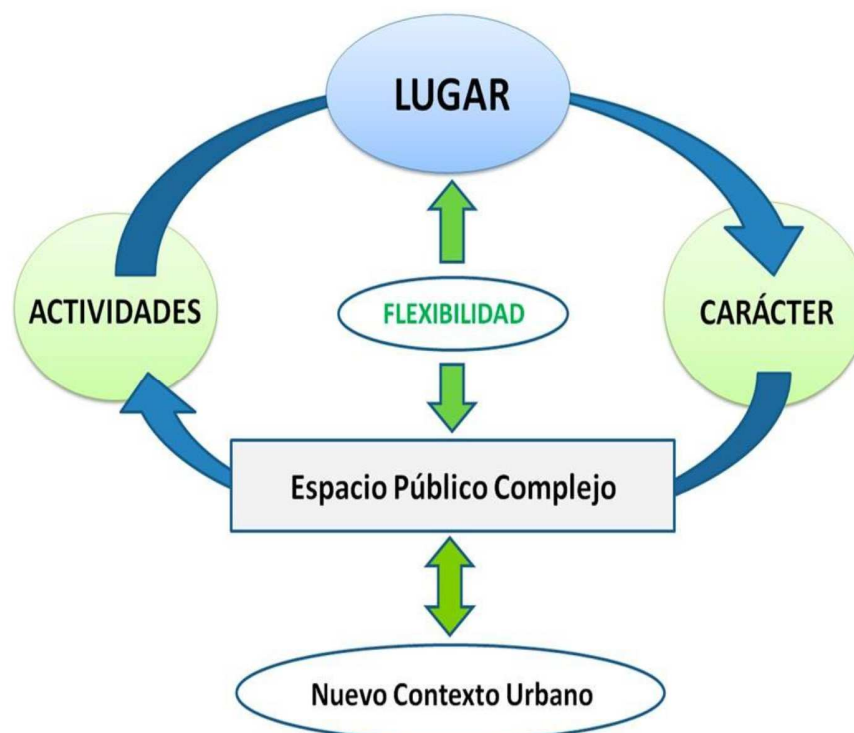 LUGAR
ACTIVIDADES
FLEXIBILIDAD
CARÁCTER
Espacio Público Complejo
Nuevo Contexto Urbano